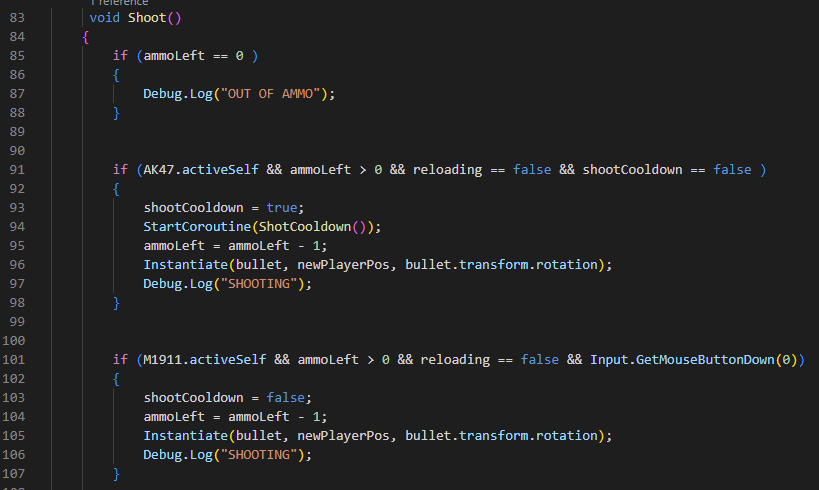 1 reference
83 void Shoot()
84 {
85 if (ammoLeft == 0 )
86 {
87 Debug.Log("OUT OF AMMO");
88 }
89
90
91 if (AK47.activeSelf && ammoLeft > 0 && reloading == false && shootCooldown == false )
92 {
93 shootCooldown = true;
94 StartCoroutine(ShotCooldown());
95 ammoLeft = ammoLeft - 1;
96 Instantiate(bullet, newPlayerPos, bullet.transform.rotation);
97 Debug.Log("SHOOTING");
98 }
99
100
101 if (M1911.activeSelf && ammoLeft > 0 && reloading == false && Input.GetMouseButtonDown(0))
102 {
103 shootCooldown = false;
104 ammoLeft = ammoLeft - 1;
105 Instantiate(bullet, newPlayerPos, bullet.transform.rotation);
106 Debug.Log("SHOOTING");
107 }